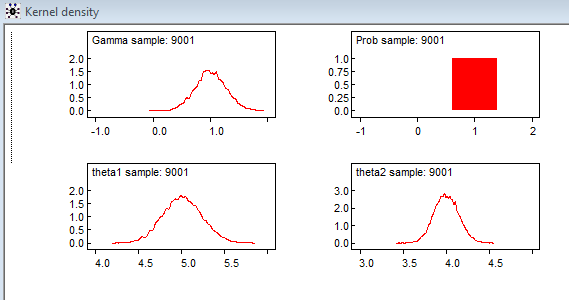 Kernel density
Gamma sample: 9001
2.0
1.5
1.0
0.5
0.0
-1.0 0.0 1.0
Prob sample: 9001
1.0
0.75
0.5
0.25
0.0
-1 0 1 2
theta1 sample: 9001
2.0
1.5
1.0
0.5
0.0
4.0 4.5 5.0 5.5
theta2 sample: 9001
3.0
2.0
1.0
0.0
3.0 3.5 4.0 4.5